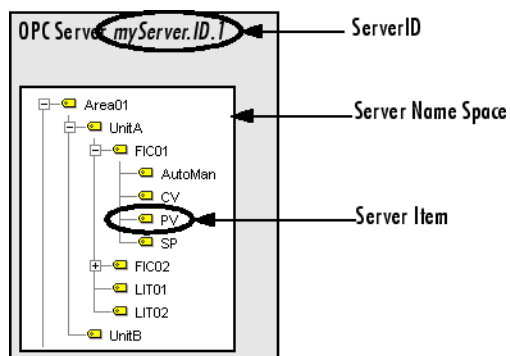 OPC Server myServer.ID.1
ServerID
Area01
Server Name Space
UnitA
FIC01
AutoMan
CV
PV
Server Item
SP
FIC02
LIT01
LIT02
UnitB